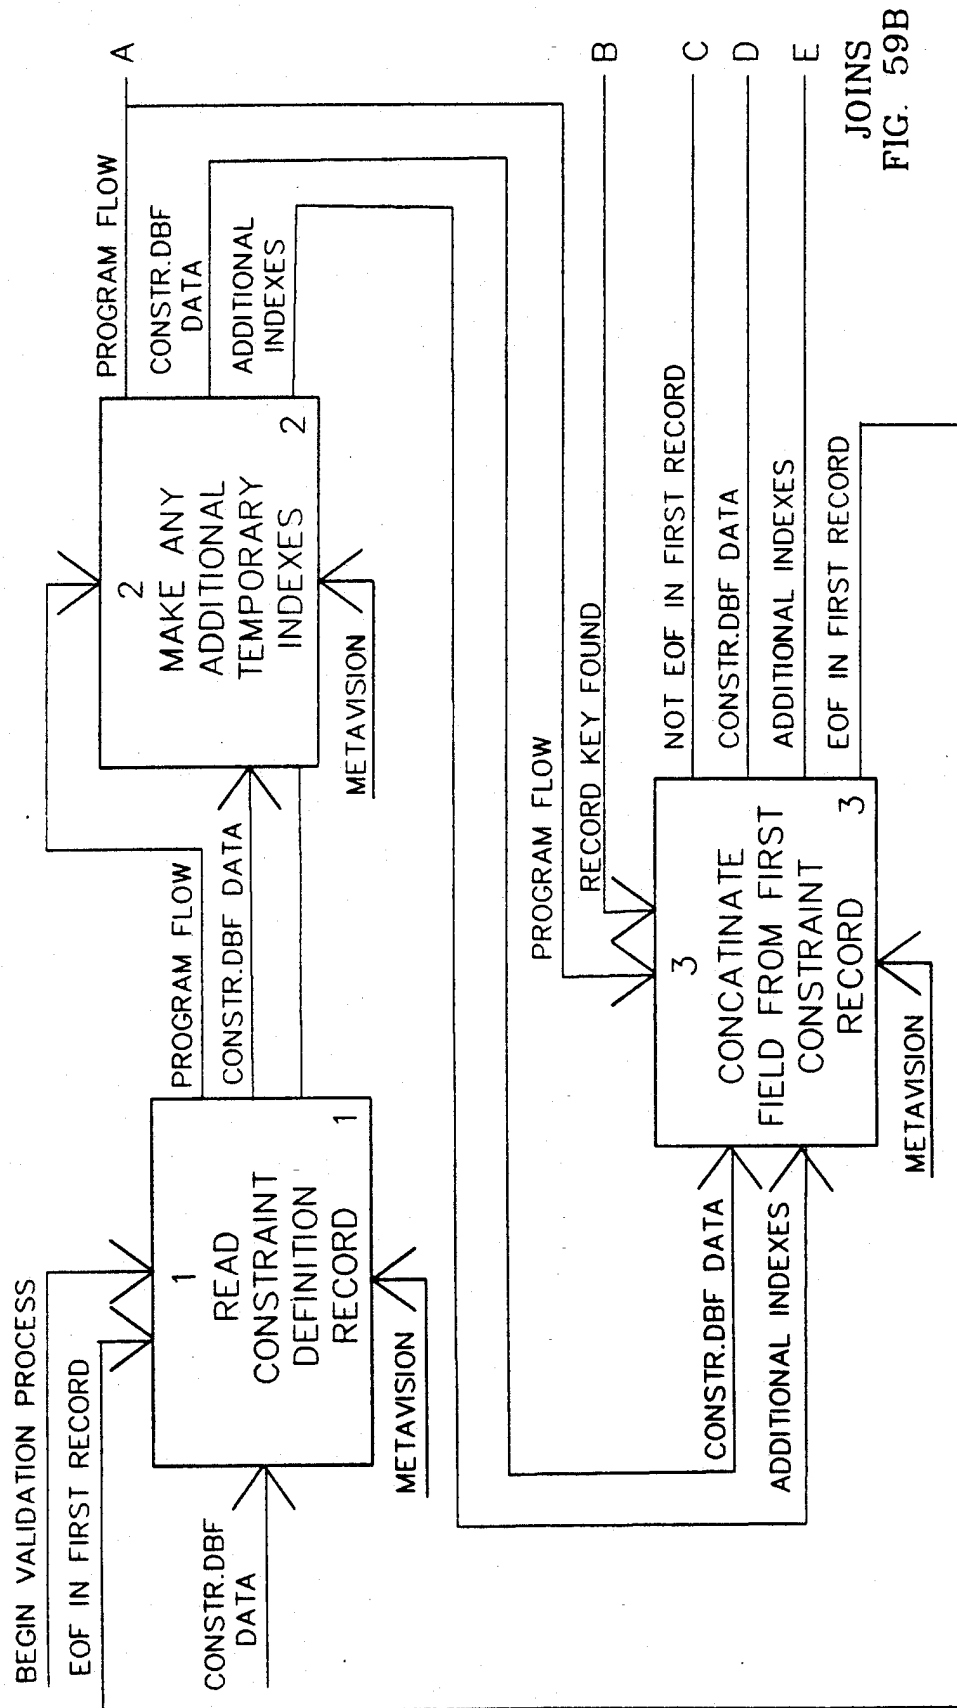 BEGIN VALIDATION PROCESS
EOF IN FIRST RECORD
CONSTR.DBF
DATA
1
READ
CONSTRAINT
DEFINITION
RECORD
1
METAVISION
PROGRAM FLOW
CONSTR.DBF DATA
2
MAKE ANY
ADDITIONAL
TEMPORARY
INDEXES
2
METAVISION
PROGRAM FLOW
A
CONSTR.DBF
DATA
ADDITIONAL
INDEXES
CONSTR.DBF DATA
ADDITIONAL INDEXES
PROGRAM FLOW
RECORD KEY FOUND
B
3
CONCATINATE
FIELD FROM FIRST
CONSTRAINT
RECORD
3
METAVISION
NOT EOF IN FIRST RECORD
C
CONSTR.DBF DATA
D
ADDITIONAL INDEXES
E
EOF IN FIRST RECORD
JOINS
FIG. 59B